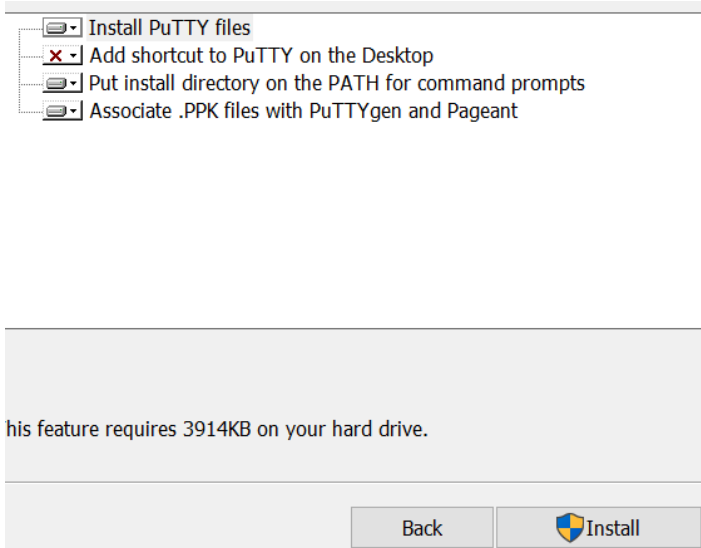 Install PuTTY files
Add shortcut to PuTTY on the Desktop
Put install directory on the PATH for command prompts
Associate .PPK files with PuTTYgen and Pageant
his feature requires 3914KB on your hard drive.
Back
Install